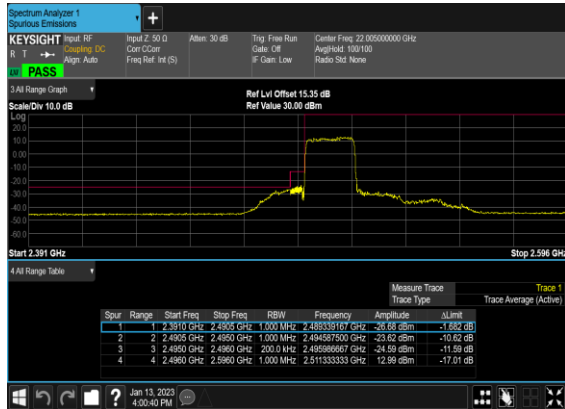 Spectrum Analyzer 1
Spurious Emissions
+
KEYSIGHT Input: RF Input Z: 50 Ω Atten: 30 dB Trig: Free Run Center Freq: 22.005000000 GHz
R T Coupling: DC Corr CCorr Gate: Off Avg|Hold: 100/100
Align: Auto Freq Ref: Int (S) IF Gain: Low Radio Std: None
PASS
3 All Range Graph
Ref Lvl Offset 15.35 dB
Scale/Div 10.0 dB Ref Value 30.00 dBm
Log
20.0
10.0
0.00
-10.0
-20.0
-30.0
-40.0
-50.0
-60.0
Start 2.391 GHz Stop 2.596 GHz
4 All Range Table
Measure Trace Trace 1
Trace Type Trace Average (Active)
Spur Range Start Freq Stop Freq RBW Frequency Amplitude ΔLimit
1 1 2.3910 GHz 2.4905 GHz 1.000 MHz 2.489339167 GHz -26.68 dBm -1.682 dB
2 2 2.4905 GHz 2.4950 GHz 1.000 MHz 2.494587500 GHz -23.62 dBm -10.62 dB
3 3 2.4950 GHz 2.4960 GHz 200.0 kHz 2.495986667 GHz -24.59 dBm -11.59 dB
4 4 2.4960 GHz 2.5960 GHz 1.000 MHz 2.511333333 GHz 12.99 dBm -17.01 dB
? Jan 13, 2023
4:00:40 PM